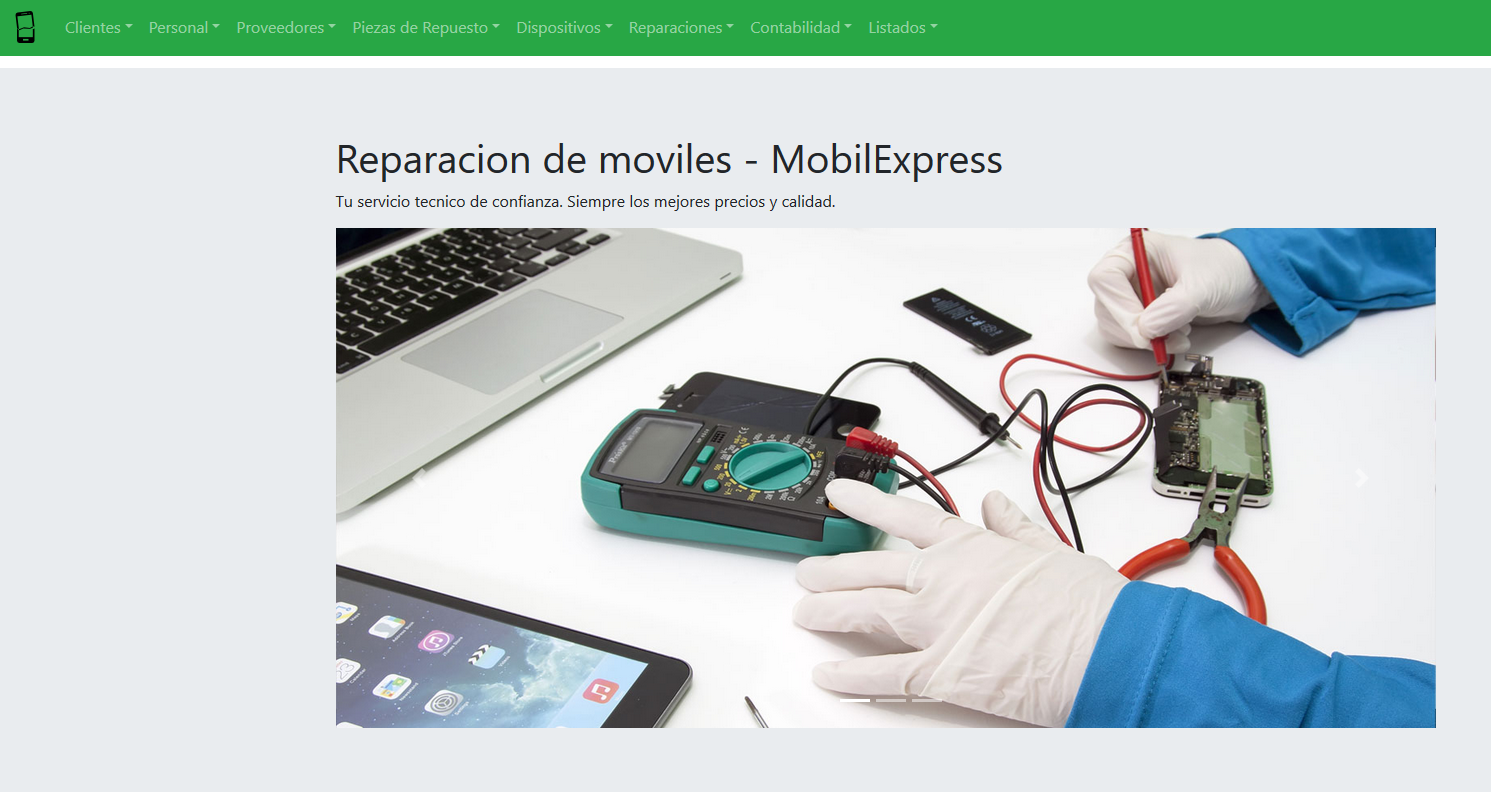 Clientes Personal Proveedores Piezas de Repuesto Dispositivos Reparaciones Contabilidad Listados
Reparacion de moviles - MobilExpress
Tu servicio tecnico de confianza. Siempre los mejores precios y calidad.